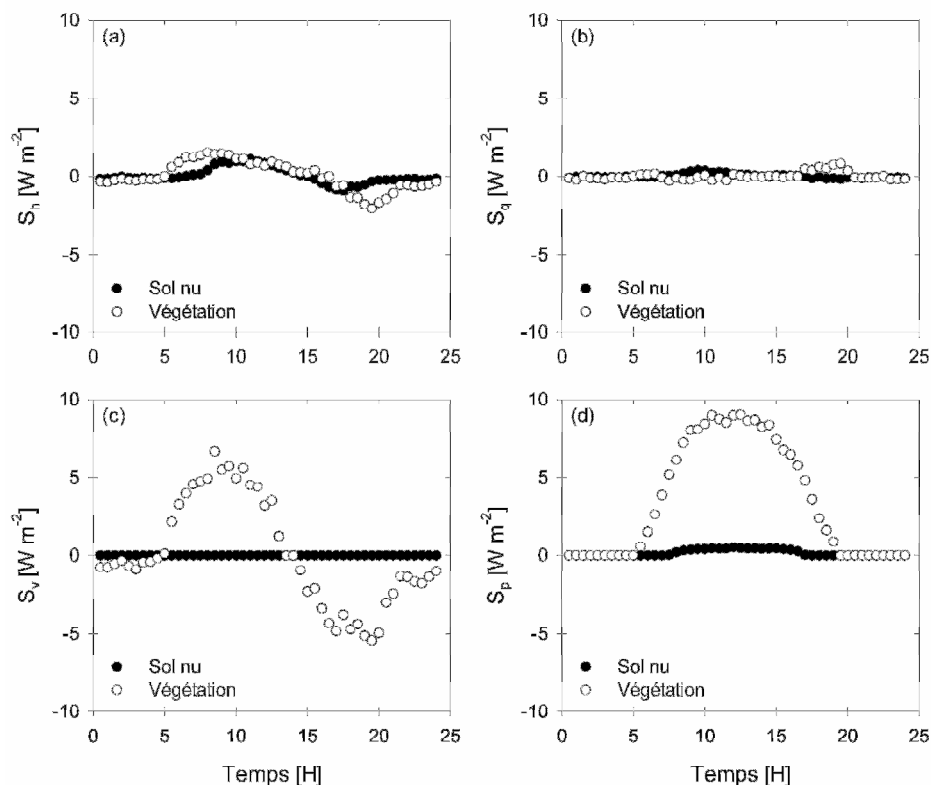 (a)
(b)
10
5
0
-5
-10
S_h [W m⁻²]
Sol nu
Végétation
0 5 10 15 20 25
10
5
0
-5
-10
S_q [W m⁻²]
Sol nu
Végétation
0 5 10 15 20 25
(c)
(d)
10
5
0
-5
-10
S_v [W m⁻²]
Sol nu
Végétation
0 5 10 15 20 25
Temps [H]
10
5
0
-5
-10
S_p [W m⁻²]
Sol nu
Végétation
0 5 10 15 20 25
Temps [H]